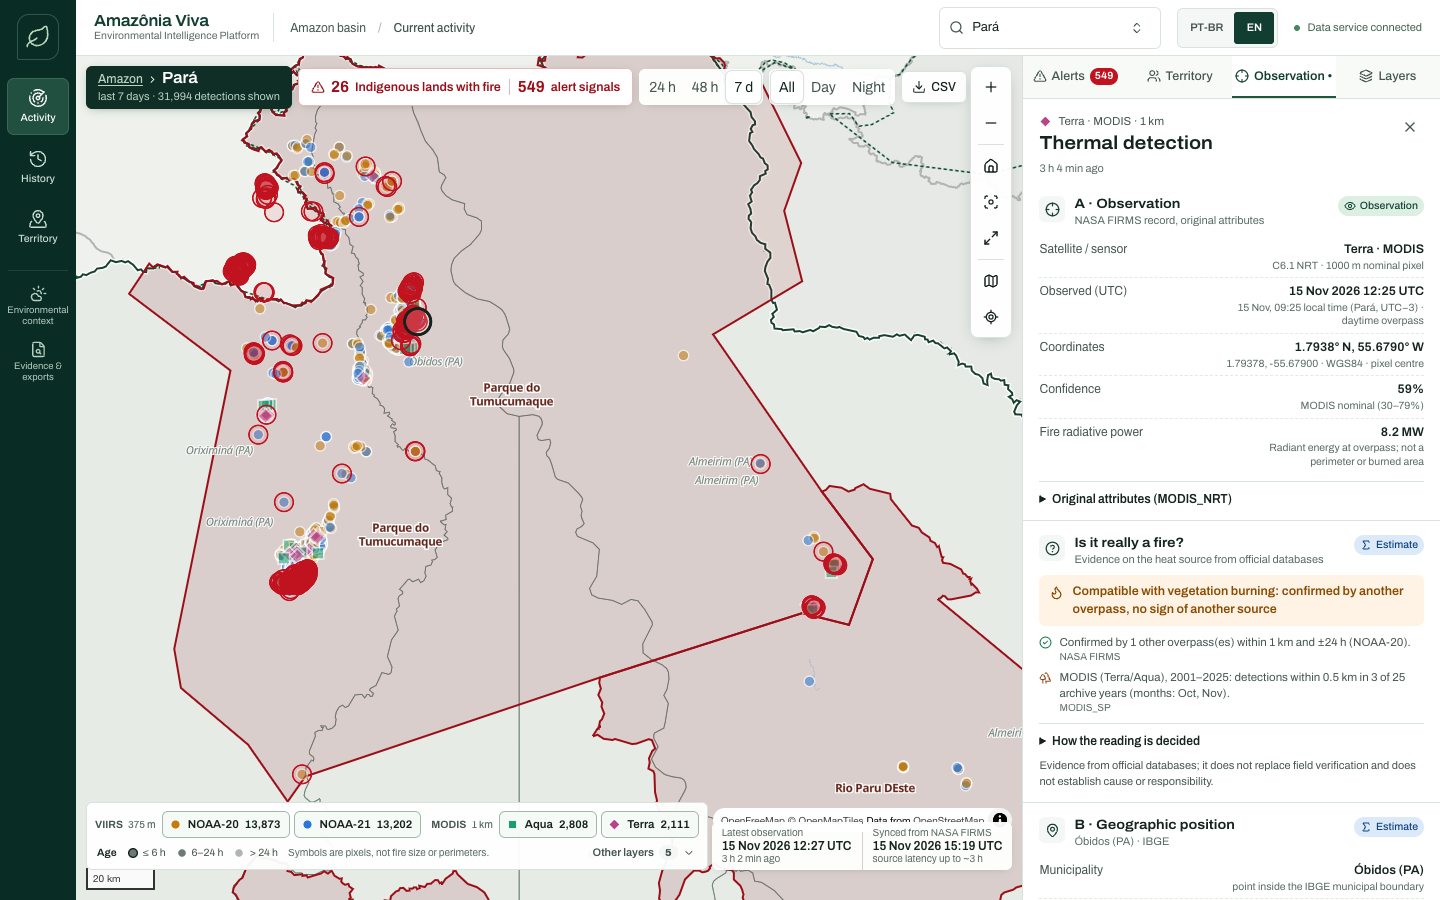 Amazônia Viva
Environmental Intelligence Platform
Amazon basin / Current activity
Pará
PT-BR
EN
Data service connected
Activity
History
Territory
Environmental
context
Evidence &
exports
Amazon › Pará
last 7 days · 31,994 detections shown
26 Indigenous lands with fire
549 alert signals
24 h 48 h 7 d
All Day Night
CSV
Óbidos (PA)
Parque do
Tumucumaque
Oriximiná (PA)
Almeirim (PA)
Almeirim (PA)
Oriximiná (PA)
Parque do
Tumucumaque
Almeiri
Rio Paru DEste
VIIRS 375 m
NOAA-20 13,873
NOAA-21 13,202
MODIS 1 km
Aqua 2,808
Terra 2,111
Age ≤ 6 h 6–24 h > 24 h Symbols are pixels, not fire size or perimeters.
Other layers 5
20 km
OpenFreeMap © OpenMapTiles Data from OpenStreetMap
Latest observation
15 Nov 2026 12:27 UTC
3 h 2 min ago
Synced from NASA FIRMS
15 Nov 2026 15:19 UTC
source latency up to ~3 h
Alerts 549
Territory
Observation •
Layers
Terra · MODIS · 1 km
Thermal detection
3 h 4 min ago
A · Observation
NASA FIRMS record, original attributes
Observation
Satellite / sensor
Terra · MODIS
C6.1 NRT · 1000 m nominal pixel
Observed (UTC)
15 Nov 2026 12:25 UTC
15 Nov, 09:25 local time (Pará, UTC−3) ·
daytime overpass
Coordinates
1.7938° N, 55.6790° W
1.79378, -55.67900 · WGS84 · pixel centre
Confidence
59%
MODIS nominal (30–79%)
Fire radiative power
8.2 MW
Radiant energy at overpass; not a
perimeter or burned area
Original attributes (MODIS_NRT)
Is it really a fire?
Evidence on the heat source from official databases
Estimate
Compatible with vegetation burning: confirmed by another
overpass, no sign of another source
Confirmed by 1 other overpass(es) within 1 km and ±24 h (NOAA-20).
NASA FIRMS
MODIS (Terra/Aqua), 2001–2025: detections within 0.5 km in 3 of 25
archive years (months: Oct, Nov).
MODIS_SP
How the reading is decided
Evidence from official databases; it does not replace field verification and does
not establish cause or responsibility.
B · Geographic position
Óbidos (PA) · IBGE
Estimate
Municipality
Óbidos (PA)
point inside the IBGE municipal boundary